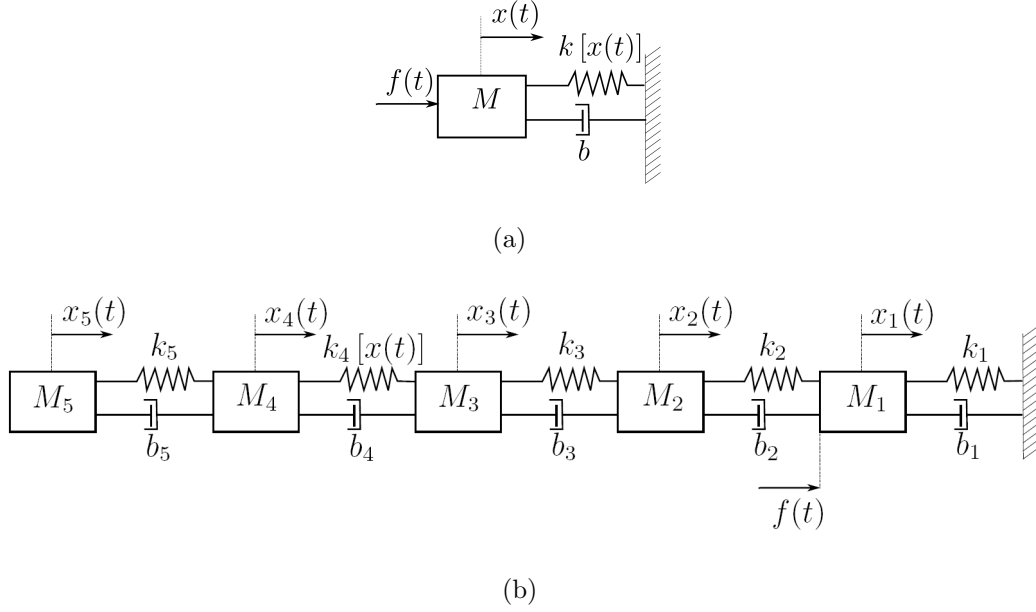 x(t)
k [x(t)]
f(t)
M
b
(a)
x₅(t) x₄(t) x₃(t) x₂(t) x₁(t)
k₅ k₄ [x(t)] k₃ k₂ k₁
M₅ M₄ M₃ M₂ M₁
b₅ b₄ b₃ b₂ b₁
f(t)
(b)